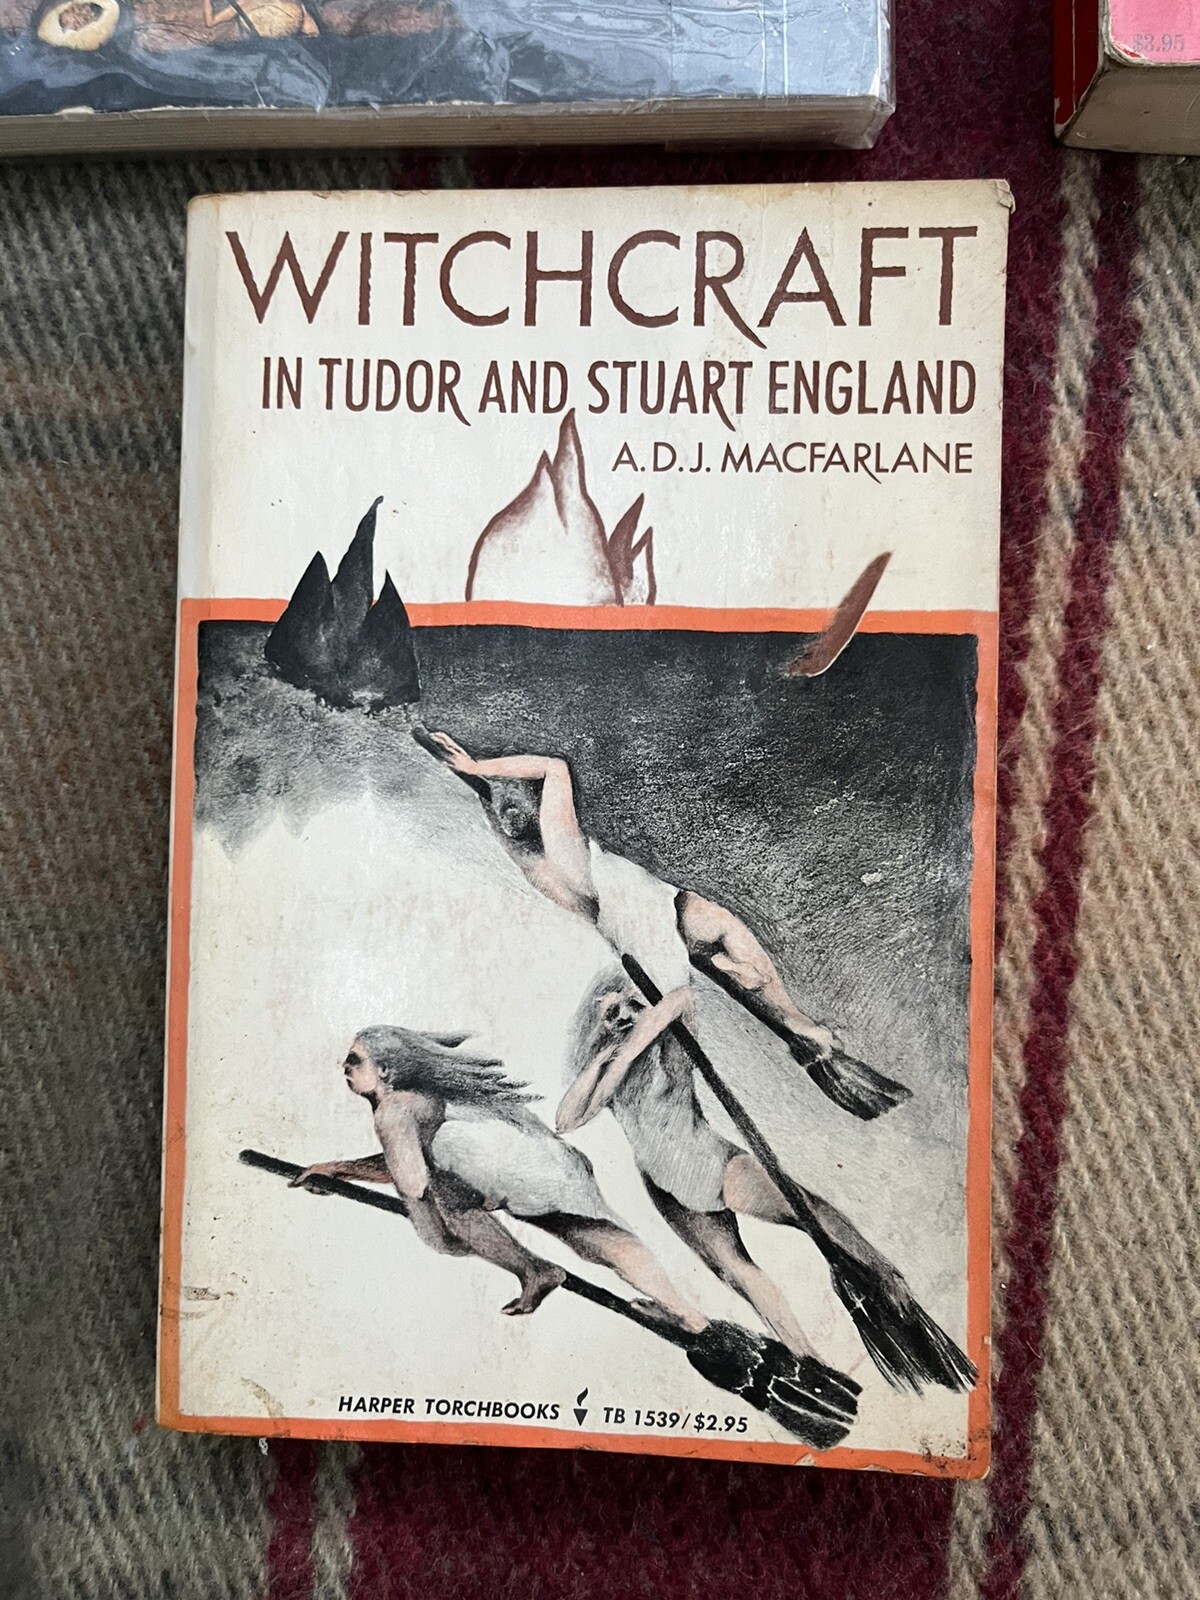 $3.95
WITCHCRAFT
IN TUDOR AND STUART ENGLAND
A.D.J. MACFARLANE
HARPER TORCHBOOKS TB 1539/$2.95